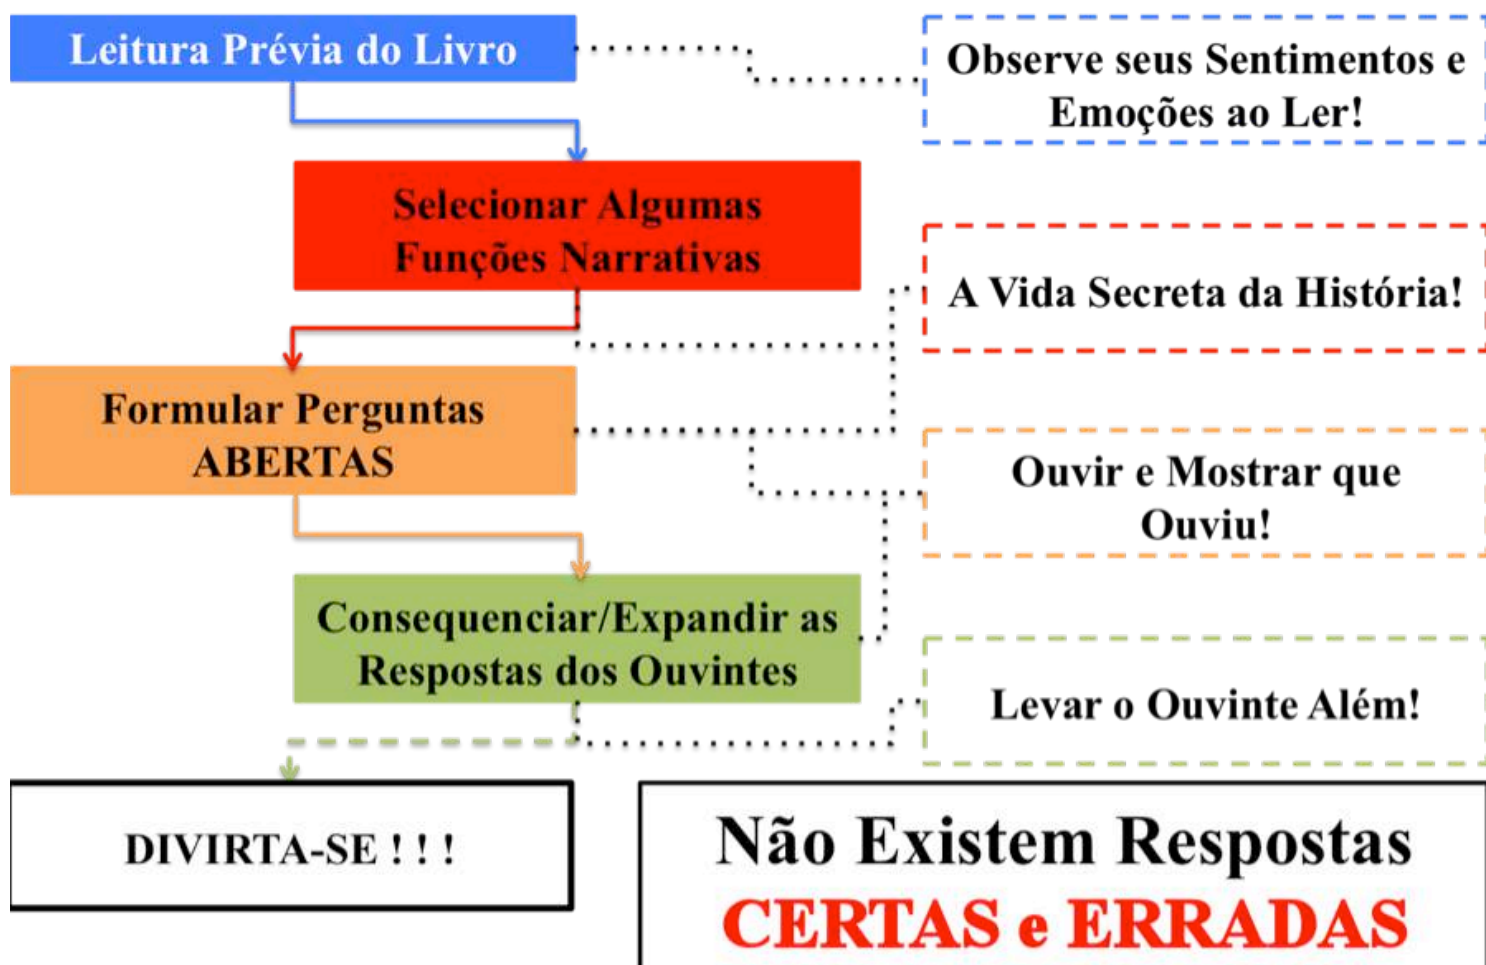 Leitura Prévia do Livro
Observe seus Sentimentos e
Emoções ao Ler!
Selecionar Algumas
Funções Narrativas
A Vida Secreta da História!
Formular Perguntas
ABERTAS
Ouvir e Mostrar que
Ouviu!
Consequenciar/Expandir as
Respostas dos Ouvintes
Levar o Ouvinte Além!
DIVIRTA-SE ! ! !
Não Existem Respostas
CERTAS e ERRADAS